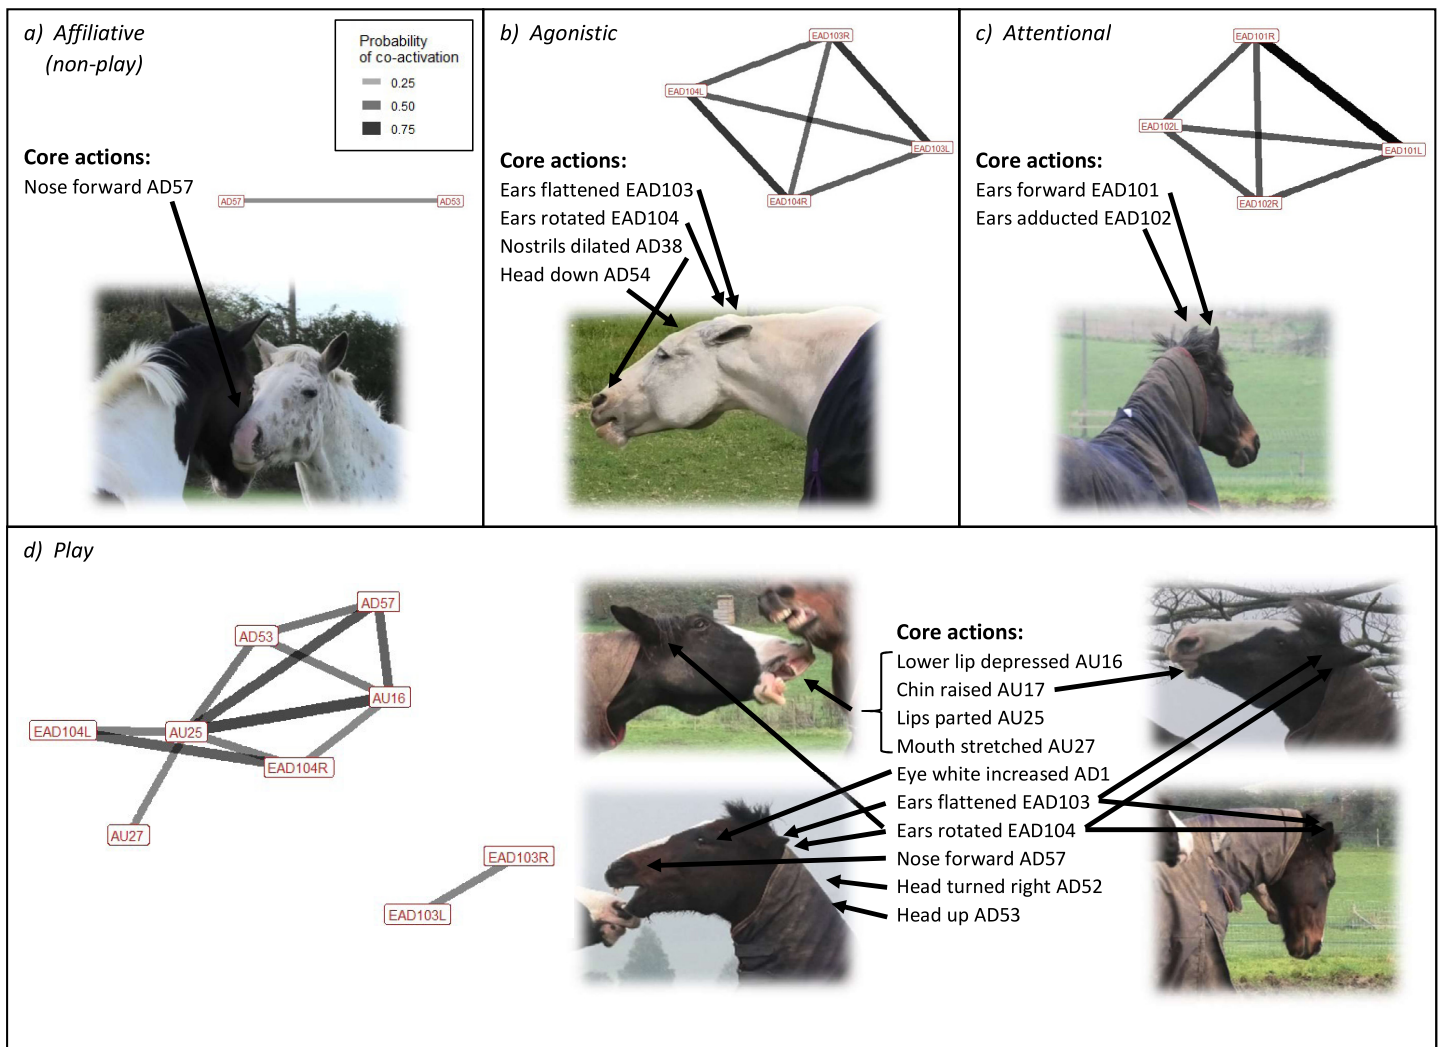 a) Affiliative
(non-play)
Probability
of co-activation
0.25
0.50
0.75
Core actions:
Nose forward AD57
AD57
AD53
b) Agonistic
EAD103R
EAD104L
EAD103L
EAD104R
Core actions:
Ears flattened EAD103
Ears rotated EAD104
Nostrils dilated AD38
Head down AD54
c) Attentional
EAD101R
EAD102L
EAD101L
EAD102R
Core actions:
Ears forward EAD101
Ears adducted EAD102
d) Play
AD57
AD53
AU16
EAD104L
AU25
EAD104R
AU27
EAD103R
EAD103L
Core actions:
Lower lip depressed AU16
Chin raised AU17
Lips parted AU25
Mouth stretched AU27
Eye white increased AD1
Ears flattened EAD103
Ears rotated EAD104
Nose forward AD57
Head turned right AD52
Head up AD53